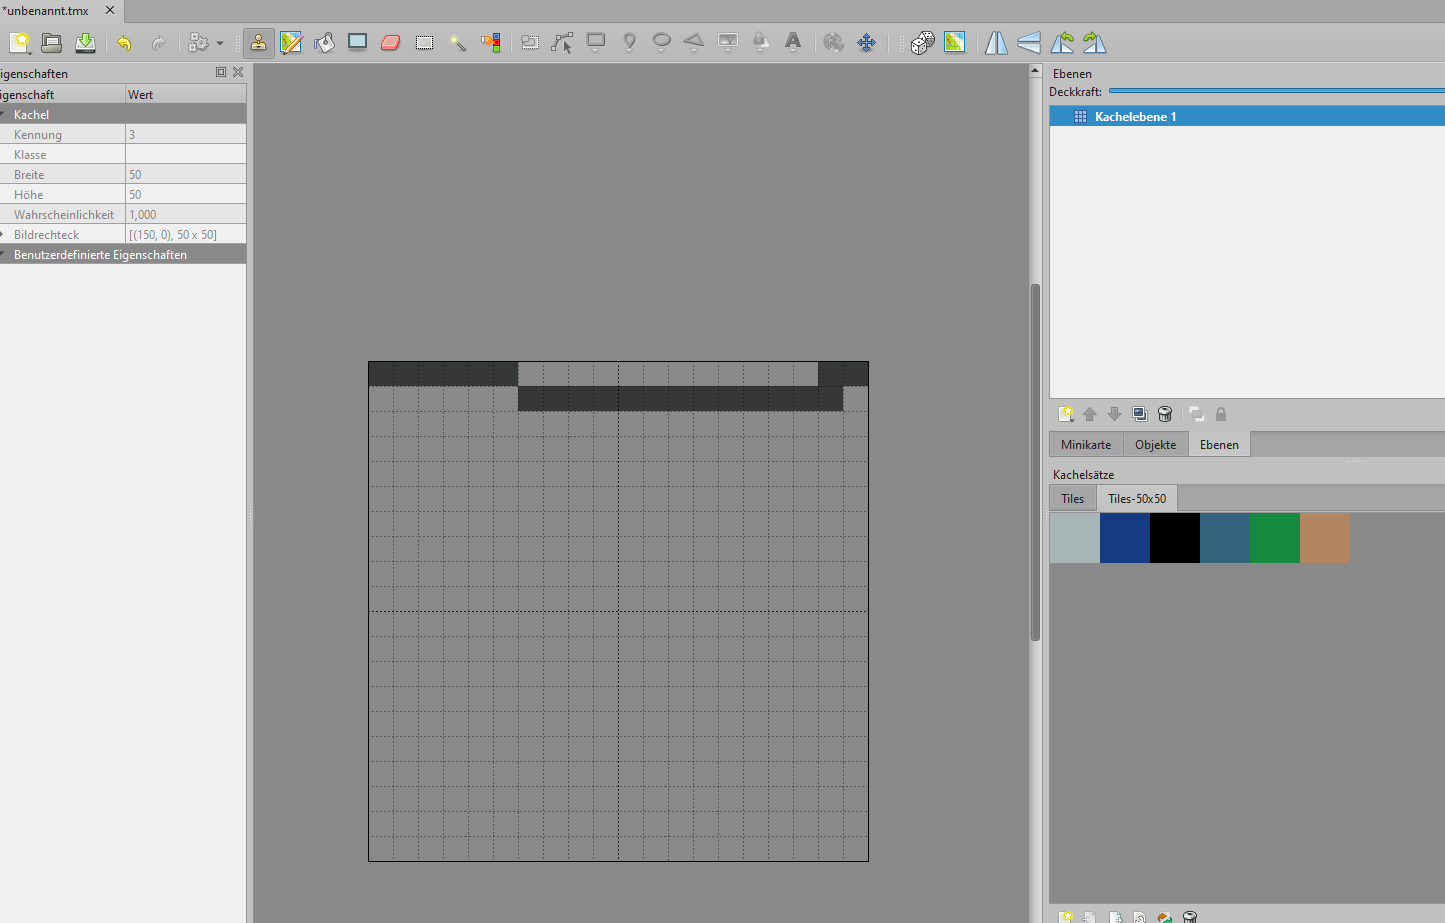 *unbenannt.tmx
igenschaften
igenschaft Wert
Kachel
Kennung 3
Klasse
Breite 50
Höhe 50
Wahrscheinlichkeit 1,000
Bildrechteck [(150, 0), 50 x 50]
Benutzerdefinierte Eigenschaften
Ebenen
Deckkraft:
Kachelebene 1
Minikarte Objekte Ebenen
Kachelsätze
Tiles Tiles-50x50